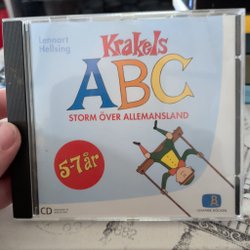 Lennart
Hellsing
Krakels
ABC
STORM ÖVER ALLEMANSLAND
5-7 år
CD